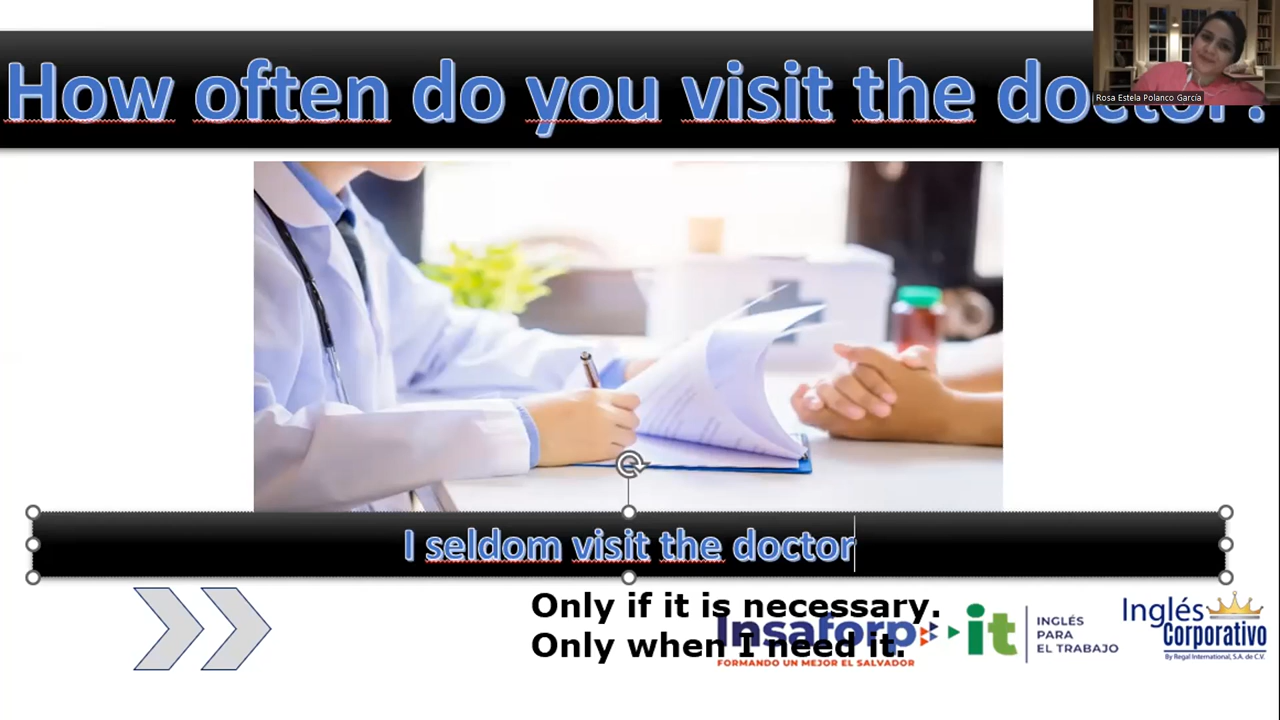 How often do you visit the doctor?
Rosa Estela Polanco García
I seldom visit the doctor
Only if it is necessary.
Only when I need it.
Insaforp
FORMANDO UN MEJOR EL SALVADOR
it
INGLÉS
PARA
EL TRABAJO
Inglés
Corporativo
By Regal International, S.A. de C.V.